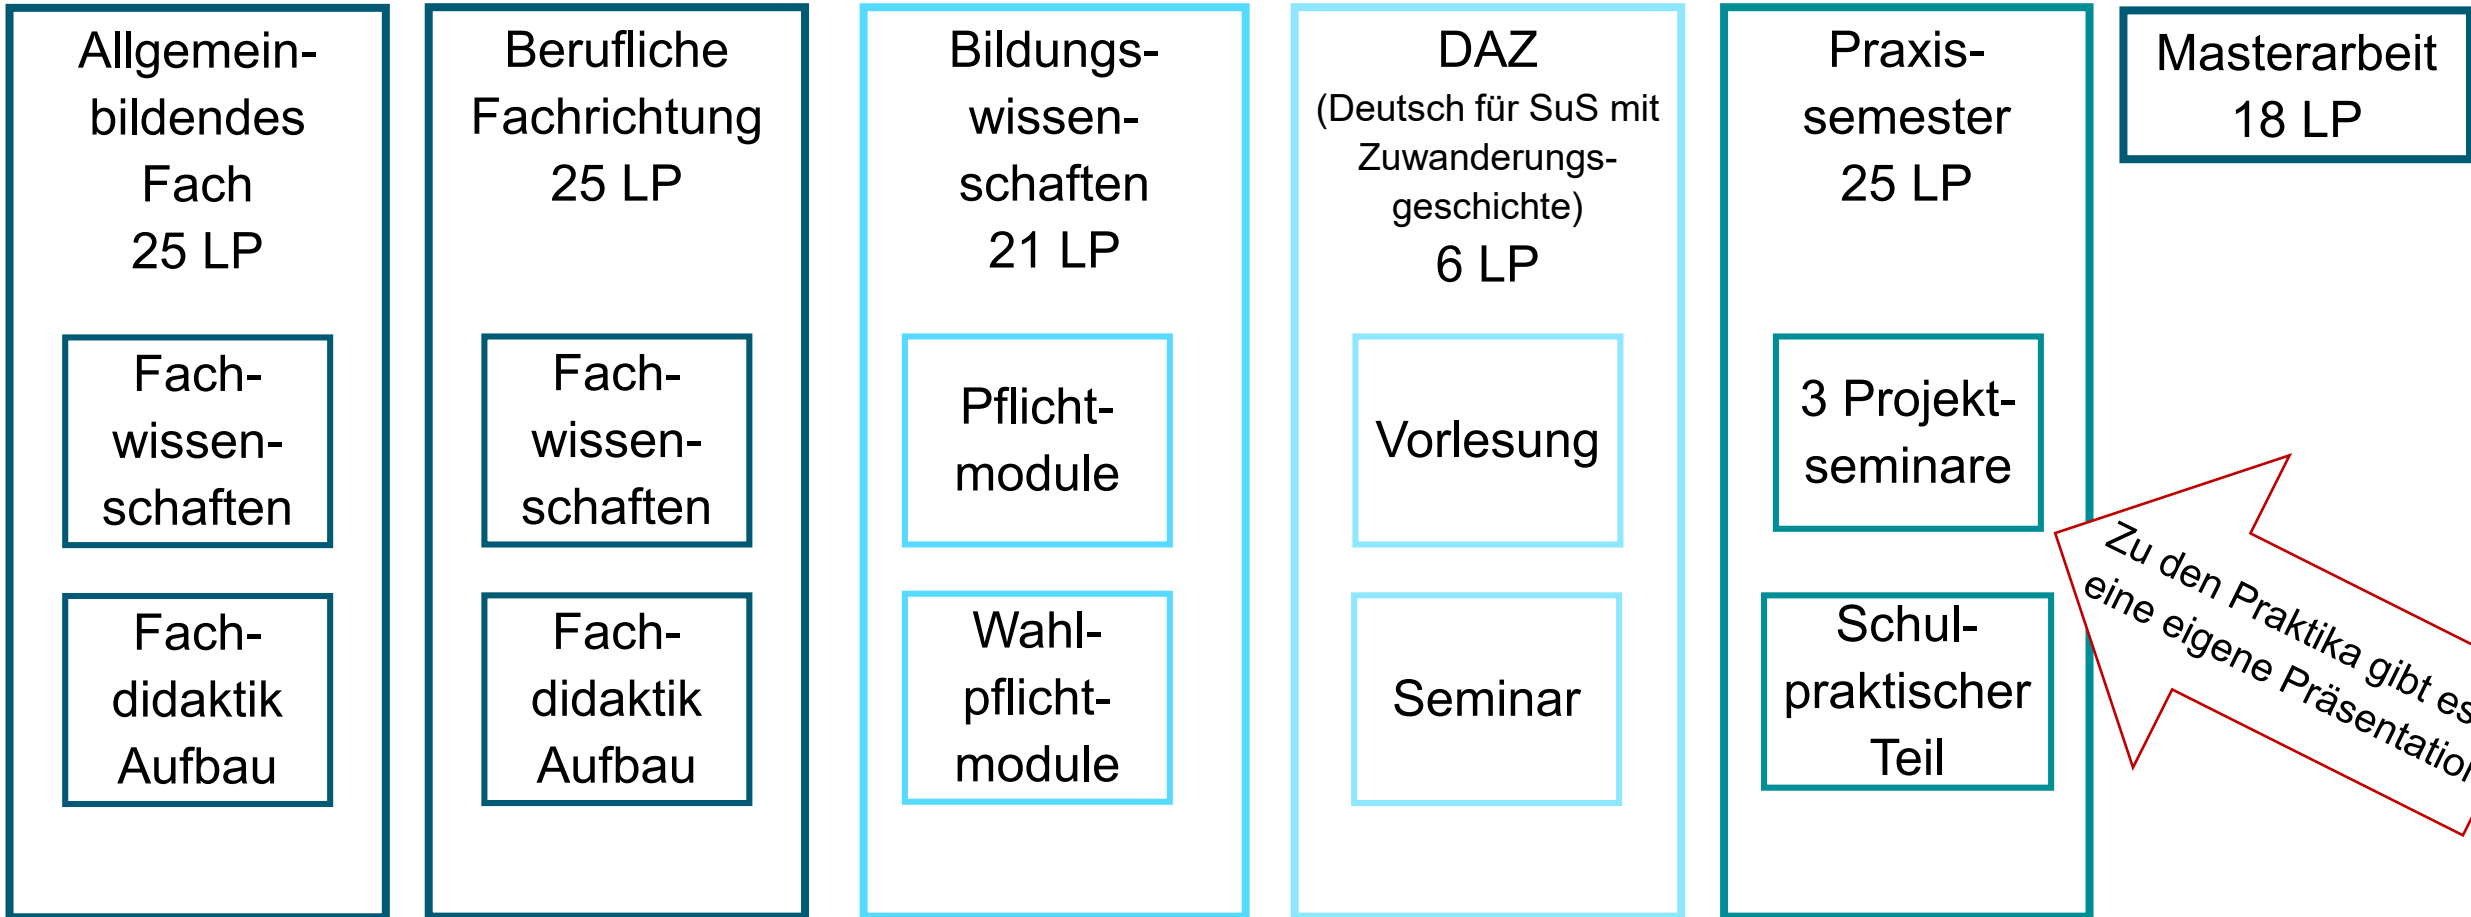 Allgemein-
bildendes
Fach
25 LP
Fach-
wissen-
schaften
Fach-
didaktik
Aufbau
Berufliche
Fachrichtung
25 LP
Fach-
wissen-
schaften
Fach-
didaktik
Aufbau
Bildungs-
wissen-
schaften
21 LP
Pflicht-
module
Wahl-
pflicht-
module
DAZ
(Deutsch für SuS mit
Zuwanderungs-
geschichte)
6 LP
Vorlesung
Seminar
Praxis-
semester
25 LP
3 Projekt-
seminare
Schul-
praktischer
Teil
Masterarbeit
18 LP
Zu den Praktika gibt es
eine eigene Präsentation